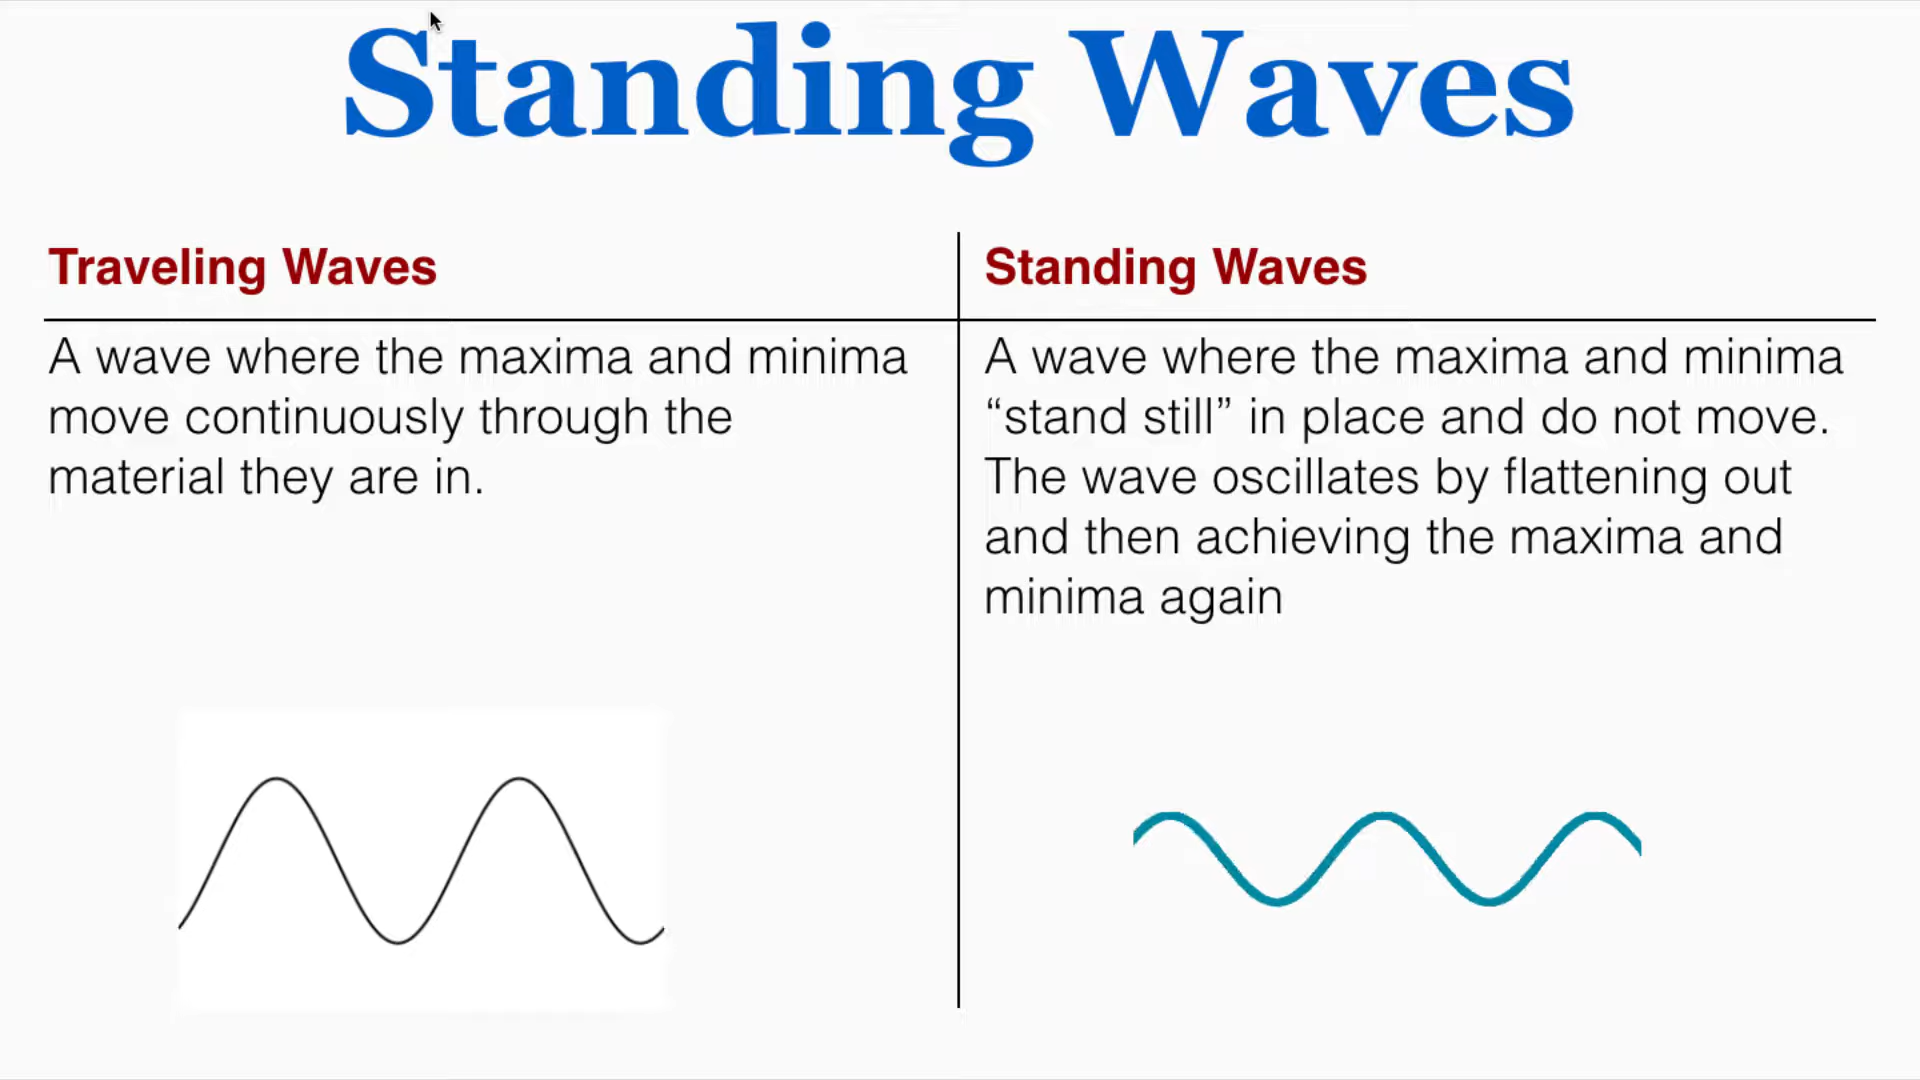 Standing Waves
Traveling Waves
A wave where the maxima and minima
move continuously through the
material they are in.
Standing Waves
A wave where the maxima and minima
“stand still” in place and do not move.
The wave oscillates by flattening out
and then achieving the maxima and
minima again